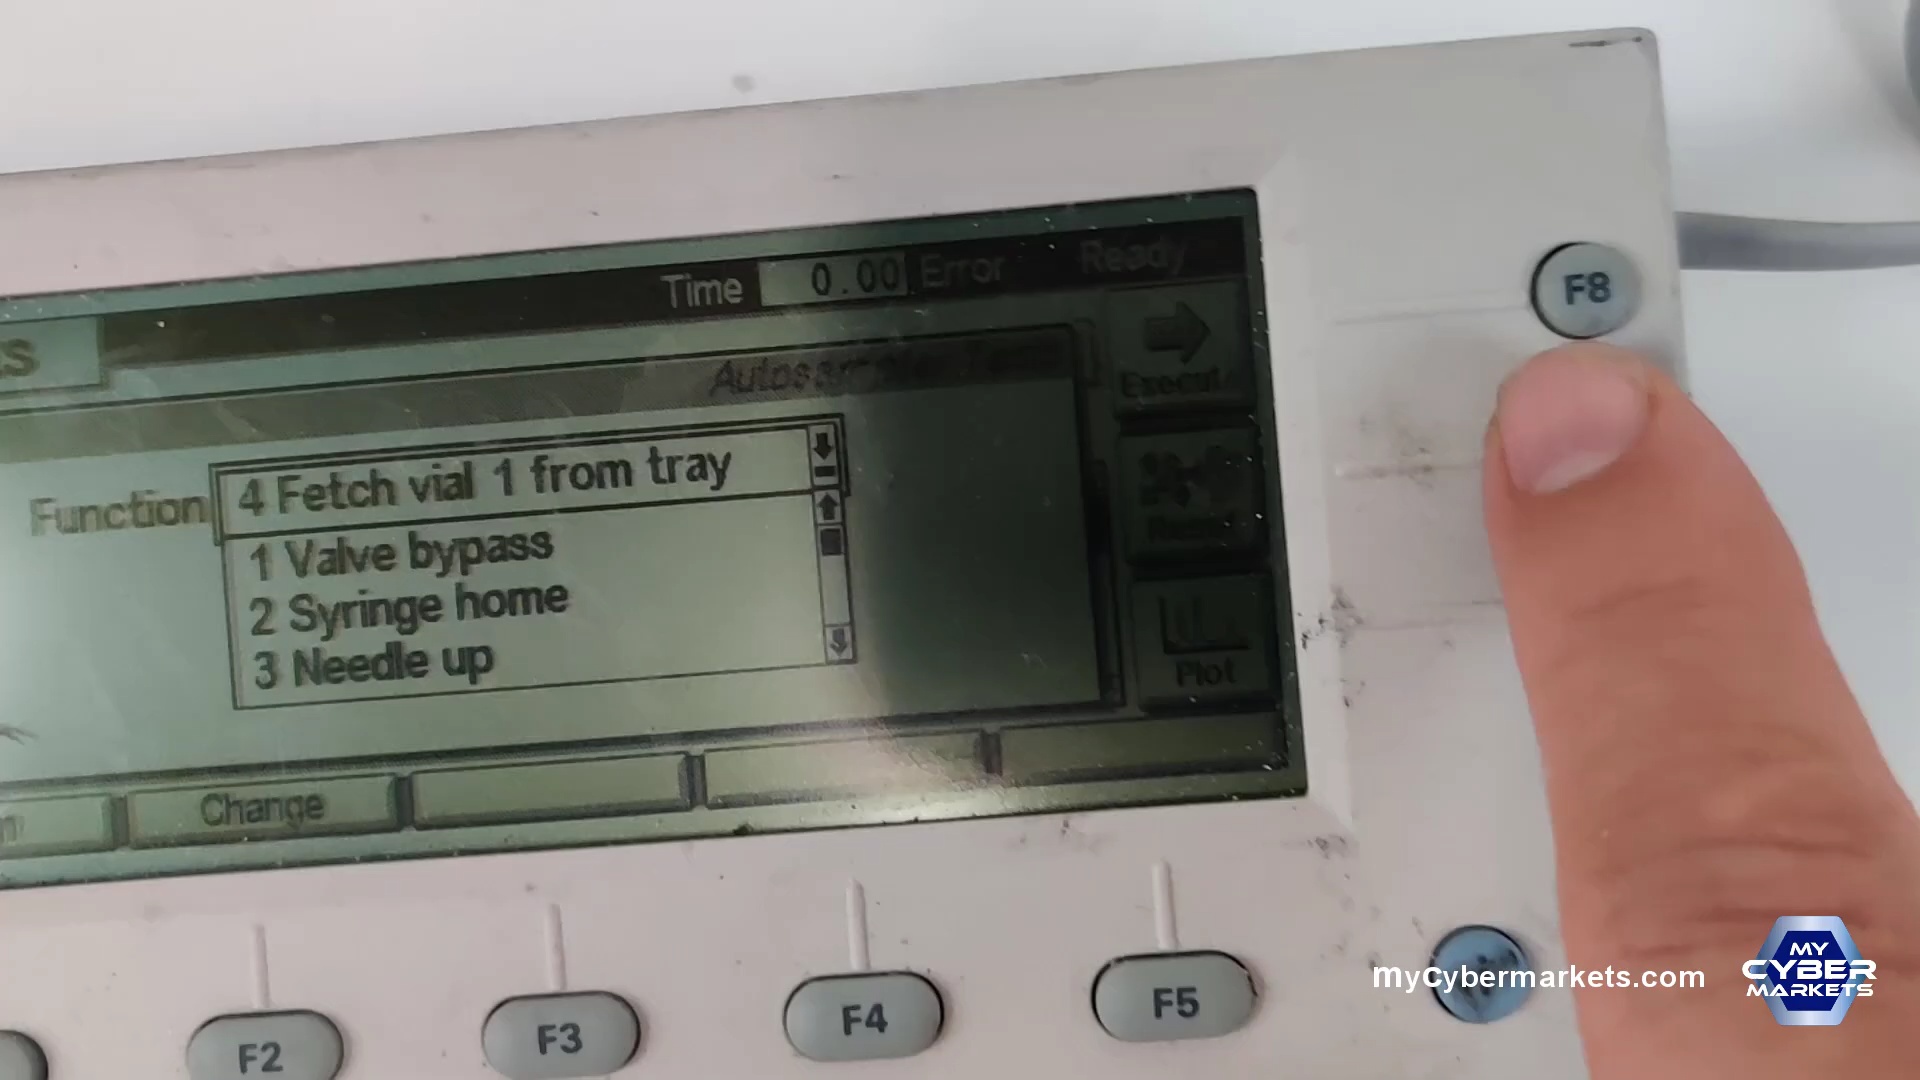 Time 0.00 Error Ready
ts
Execute
Function 4 Fetch vial 1 from tray
1 Valve bypass
2 Syringe home
3 Needle up
Plot
Change
F8
F2
F3
F4
F5
myCybermarkets.com
MY
CYBER
MARKETS